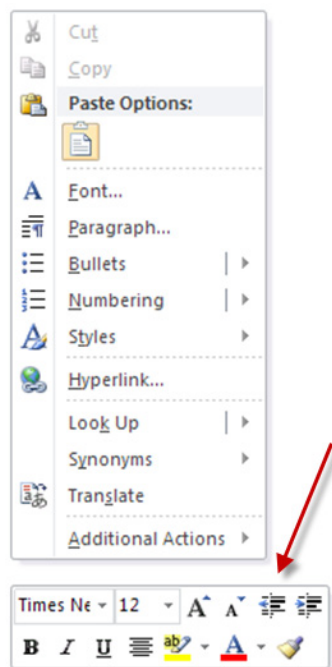 Cut
Copy
Paste Options:
Font...
Paragraph...
Bullets
Numbering
Styles
Hyperlink...
Look Up
Synonyms
Translate
Additional Actions
Times Ne 12 A A
B I U ab A